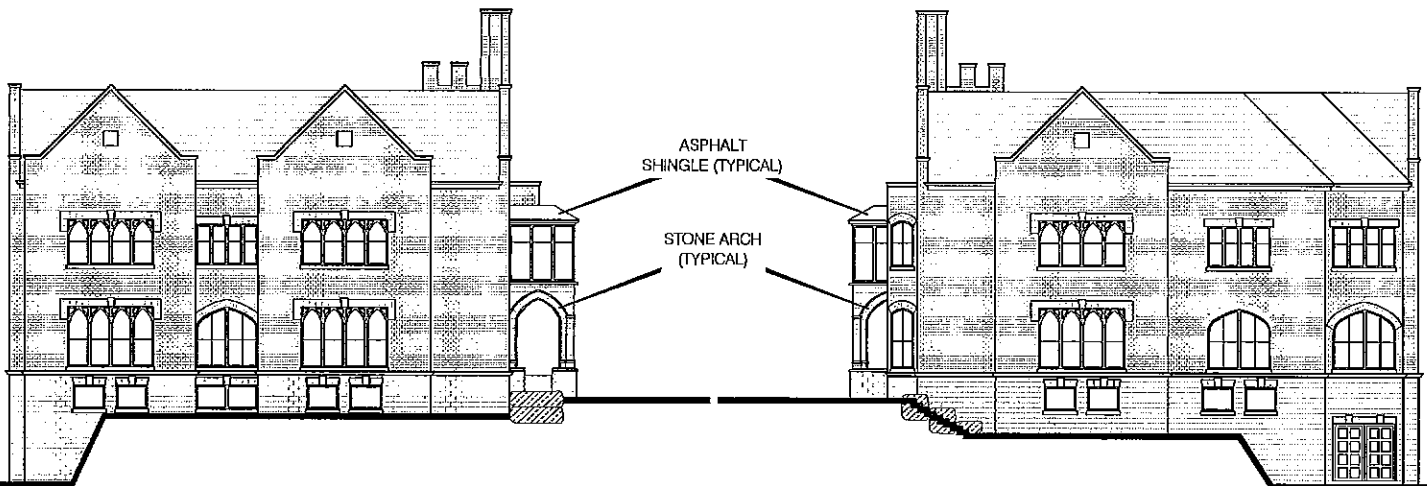 ASPHALT
SHINGLE (TYPICAL)
STONE ARCH
(TYPICAL)